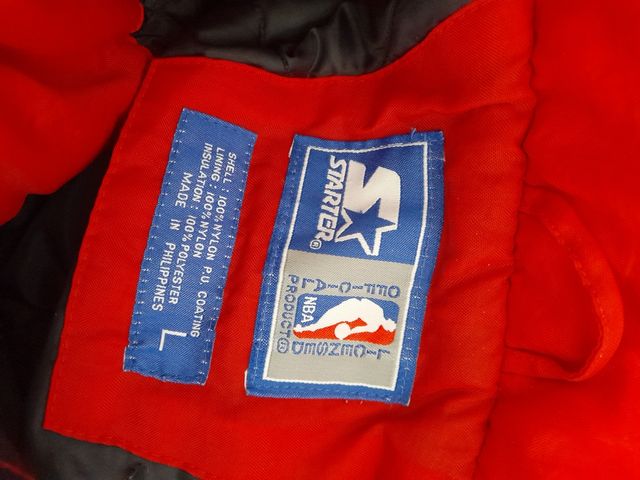 STARTER®
OFFICIAL
LICENSED
NBA
PRODUCT®
SHELL : 100% NYLON P.U. COATING
LINING : 100% NYLON
INSULATION : 100% POLYESTER
MADE IN PHILIPPINES
L